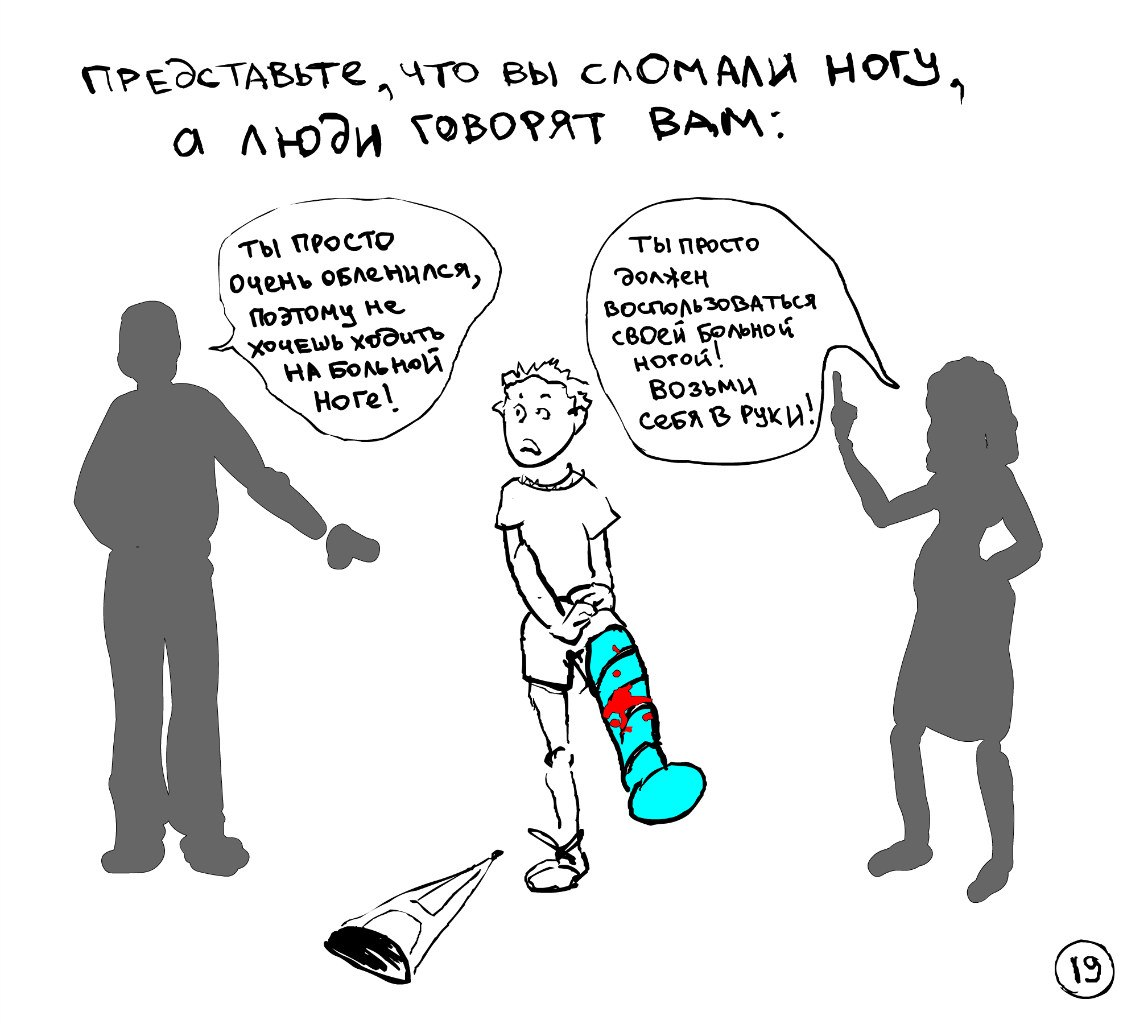 Представьте, что вы сломали ногу,
а люди говорят вам:
Ты просто
очень обленился,
поэтому не
хочешь ходить
на больной
ноге!
Ты просто
должен
воспользоваться
своей больной
ногой!
Возьми
себя в руки!
19